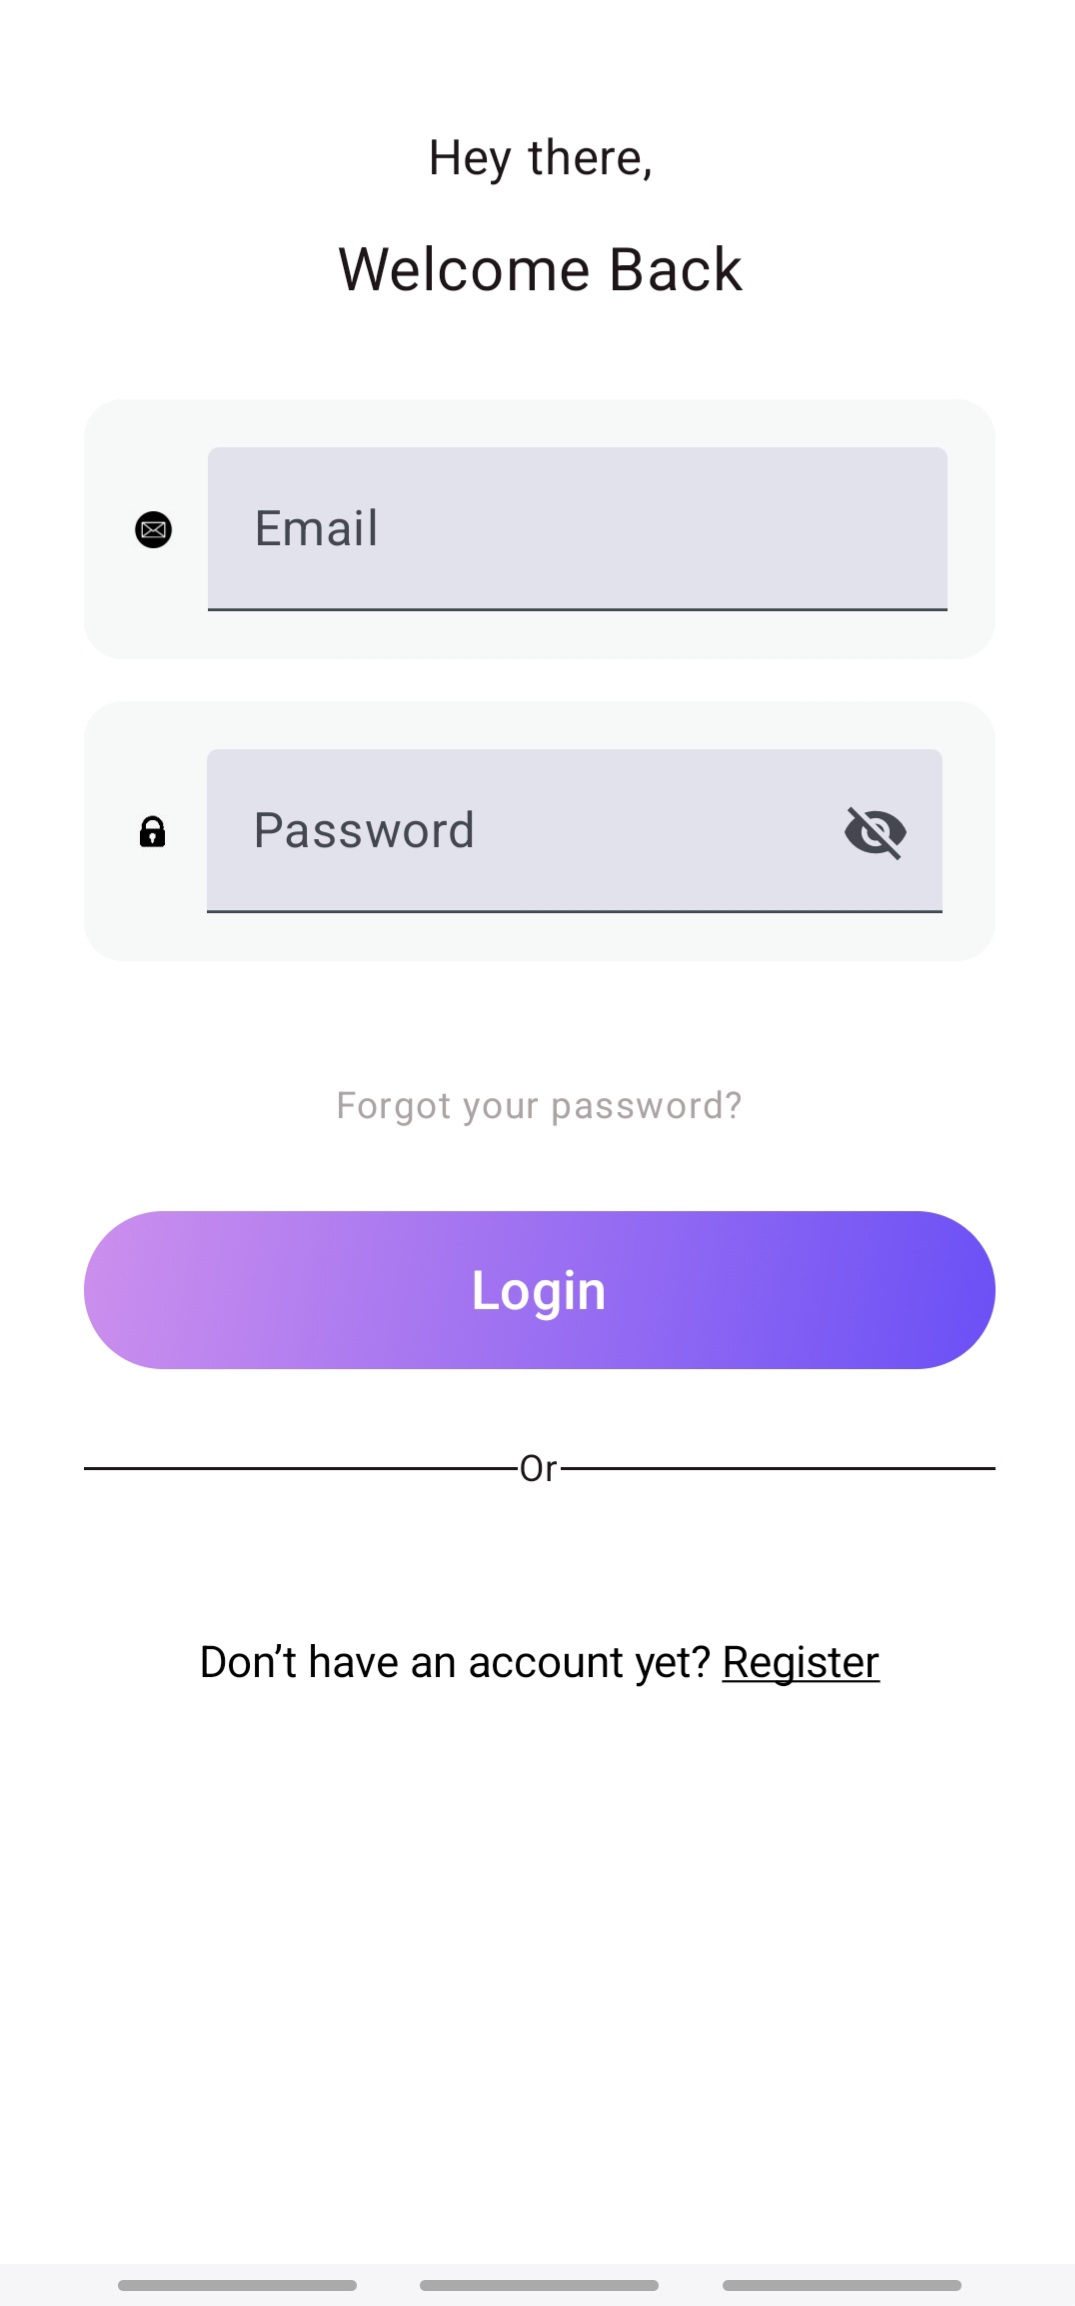 Hey there,
Welcome Back
Email
Password
Forgot your password?
Login
Or
Don’t have an account yet? Register